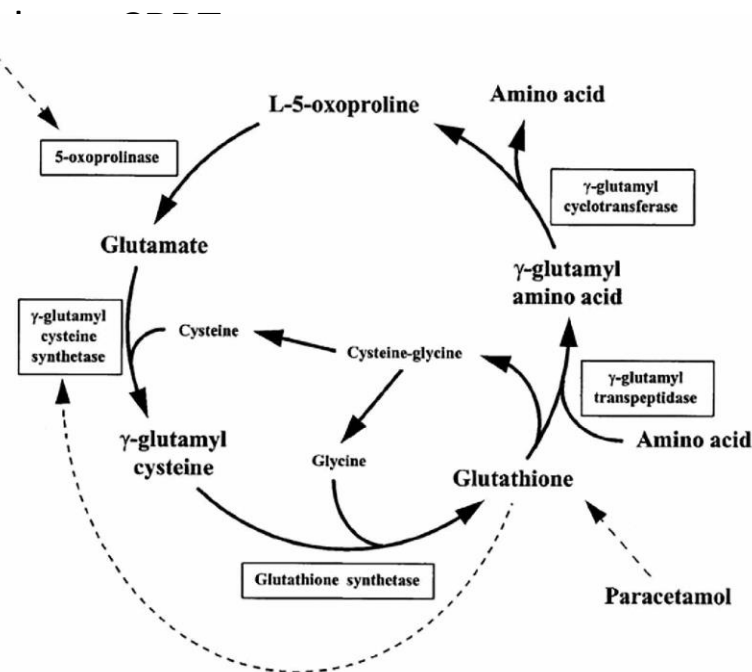 L-5-oxoproline
Amino acid
5-oxoprolinase
γ-glutamyl
cyclotransferase
Glutamate
γ-glutamyl
amino acid
γ-glutamyl
cysteine
synthetase
Cysteine
Cysteine-glycine
γ-glutamyl
transpeptidase
Amino acid
γ-glutamyl
cysteine
Glycine
Glutathione
Glutathione synthetase
Paracetamol